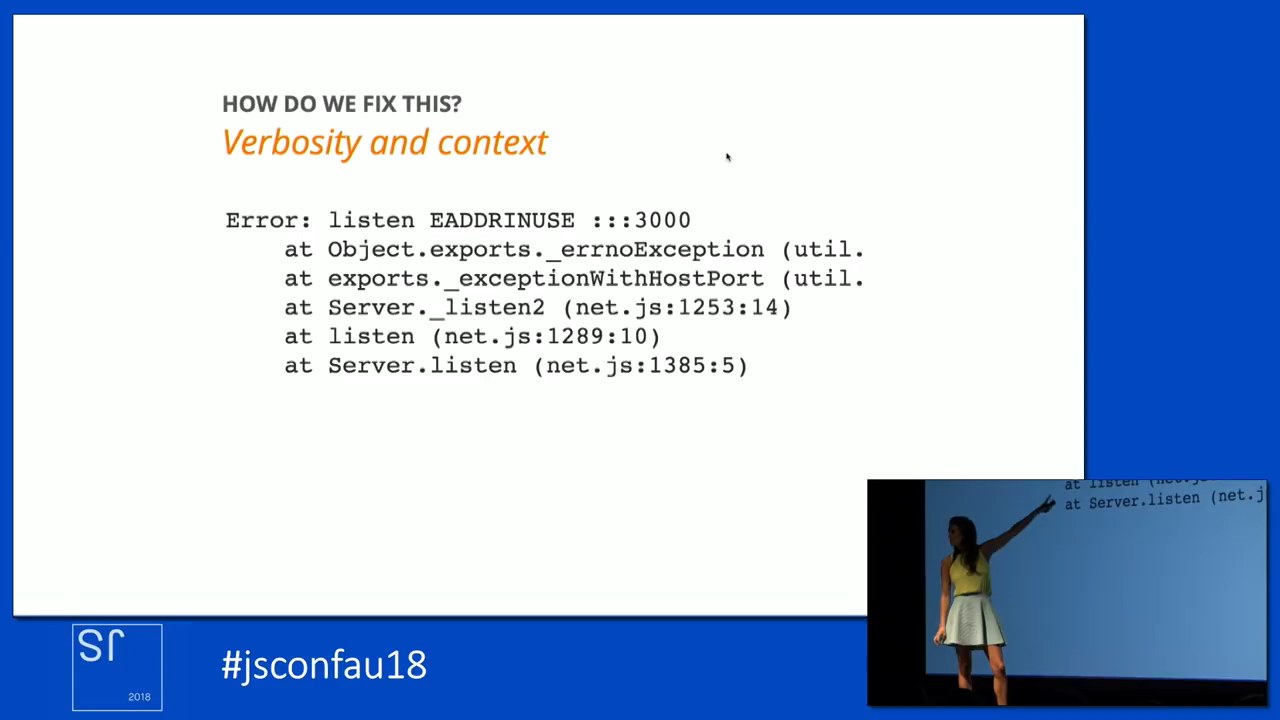 HOW DO WE FIX THIS?
Verbosity and context
Error: listen EADDRINUSE :::3000
    at Object.exports._errnoException (util.
    at exports._exceptionWithHostPort (util.
    at Server._listen2 (net.js:1253:14)
    at listen (net.js:1289:10)
    at Server.listen (net.js:1385:5)
at listen (net.j
at Server.listen (net.j
SJ
2018
#jsconfau18